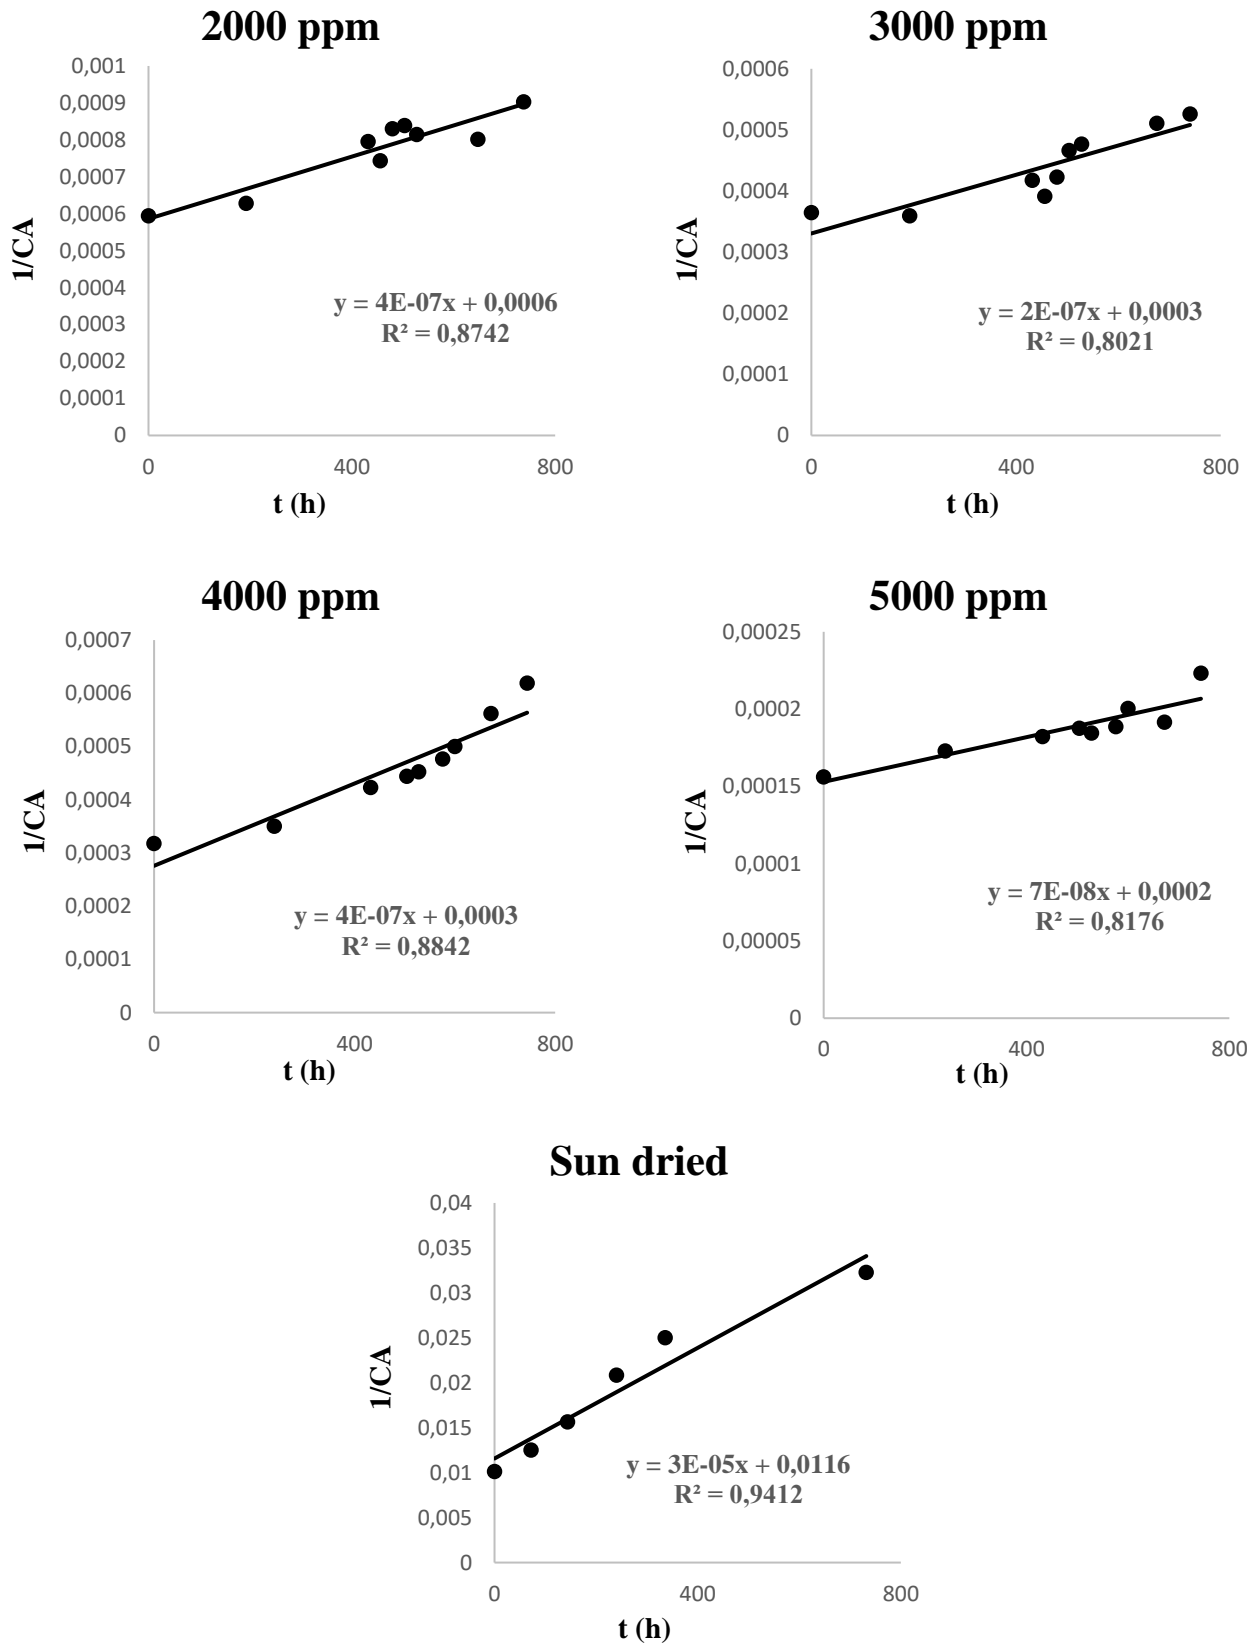 2000 ppm
0,001
0,0009
0,0008
0,0007
0,0006
0,0005
0,0004
0,0003
0,0002
0,0001
0
1/CA
y = 4E-07x + 0,0006
R² = 0,8742
0 400 800
t (h)
3000 ppm
0,0006
0,0005
0,0004
0,0003
0,0002
0,0001
0
1/CA
y = 2E-07x + 0,0003
R² = 0,8021
0 400 800
t (h)
4000 ppm
0,0007
0,0006
0,0005
0,0004
0,0003
0,0002
0,0001
0
1/CA
y = 4E-07x + 0,0003
R² = 0,8842
0 400 800
t (h)
5000 ppm
0,00025
0,0002
0,00015
0,0001
0,00005
0
1/CA
y = 7E-08x + 0,0002
R² = 0,8176
0 400 800
t (h)
Sun dried
0,04
0,035
0,03
0,025
0,02
0,015
0,01
0,005
0
1/CA
y = 3E-05x + 0,0116
R² = 0,9412
0 400 800
t (h)